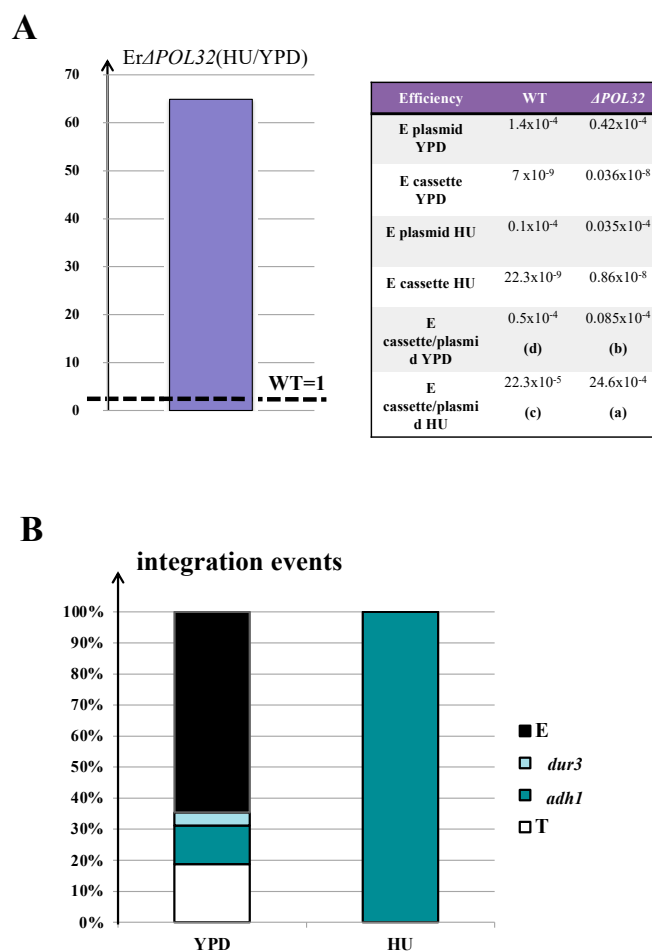 A
ErΔPOL32(HU/YPD)
70
60
50
40
30
20
10
0
WT=1
Efficiency WT ΔPOL32
E plasmid YPD 1.4x10-4 0.42x10-4
E cassette YPD 7 x10-9 0.036x10-8
E plasmid HU 0.1x10-4 0.035x10-4
E cassette HU 22.3x10-9 0.86x10-8
E cassette/plasmi d YPD 0.5x10-4 (d) 0.085x10-4 (b)
E cassette/plasmi d HU 22.3x10-5 (c) 24.6x10-4 (a)
B
integration events
100%
90%
80%
70%
60%
50%
40%
30%
20%
10%
0%
YPD HU
E
dur3
adh1
T